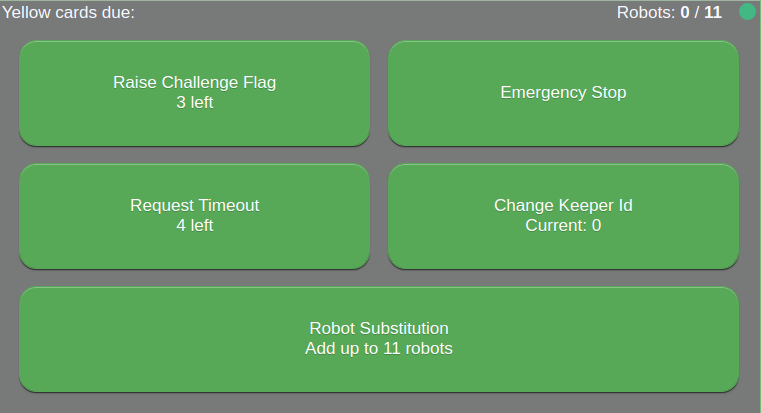 Yellow cards due:
Robots: 0 / 11
Raise Challenge Flag
3 left
Emergency Stop
Request Timeout
4 left
Change Keeper Id
Current: 0
Robot Substitution
Add up to 11 robots